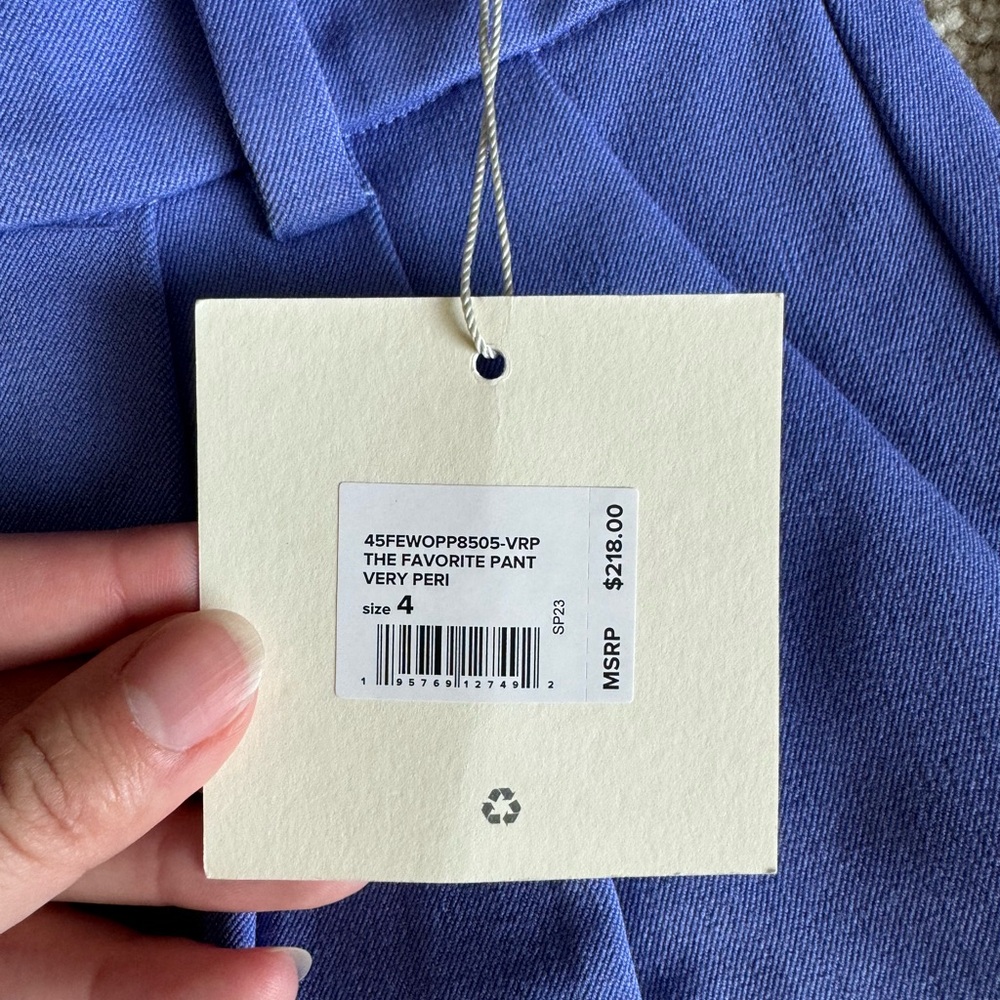 45FEWOPP8505-VRP
THE FAVORITE PANT
VERY PERI
size 4
SP23
1 95769 12749 2
MSRP $218.00